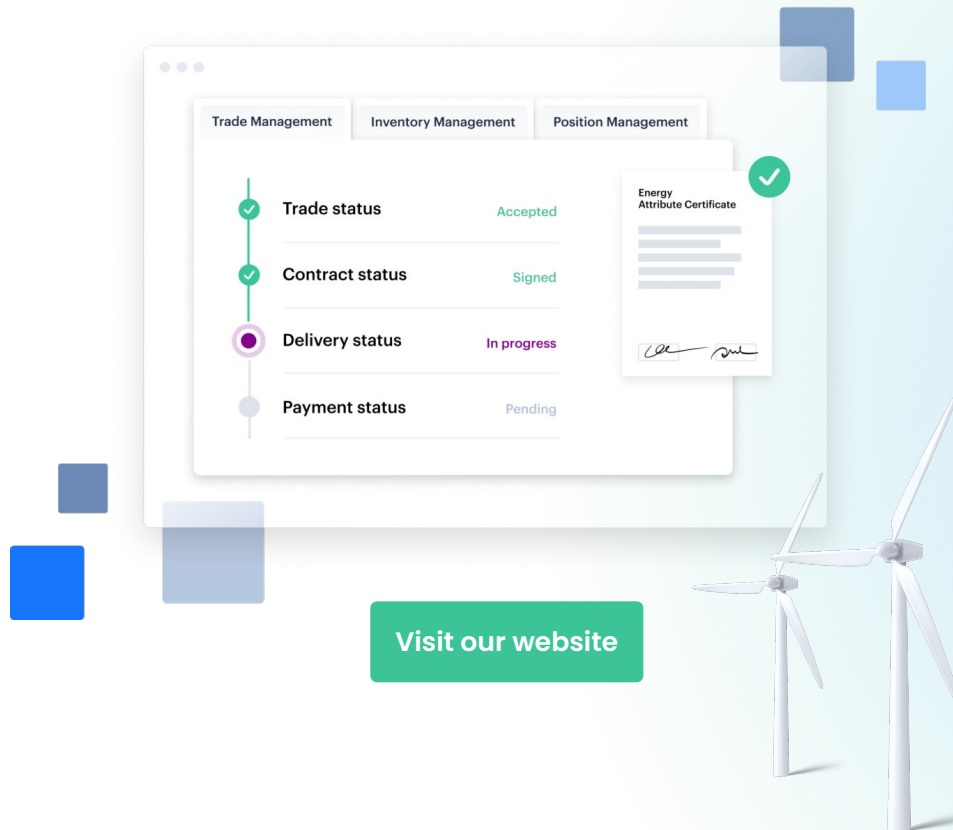 Trade Management
Inventory Management
Position Management
Trade status
Accepted
Contract status
Signed
Delivery status
In progress
Payment status
Pending
Energy
Attribute Certificate
Visit our website